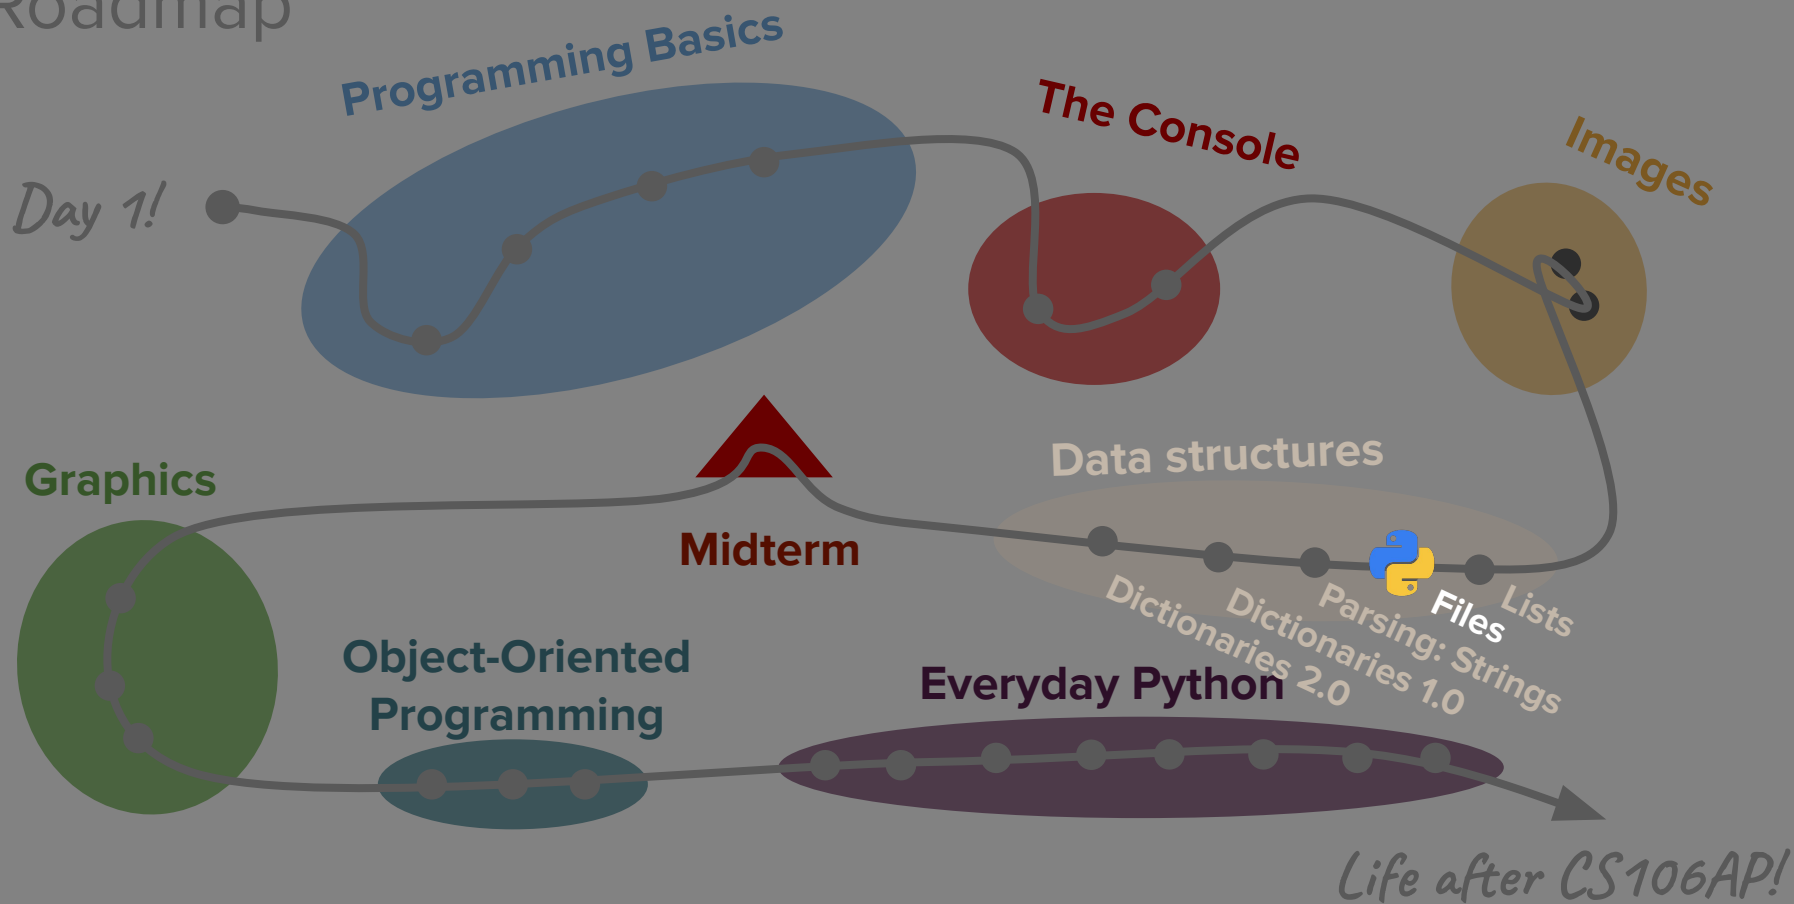 Roadmap
Programming Basics
The Console
Images
Day 1!
Graphics
Midterm
Data structures
Lists
Files
Parsing: Strings
Dictionaries 1.0
Dictionaries 2.0
Object-Oriented
Programming
Everyday Python
Life after CS106AP!